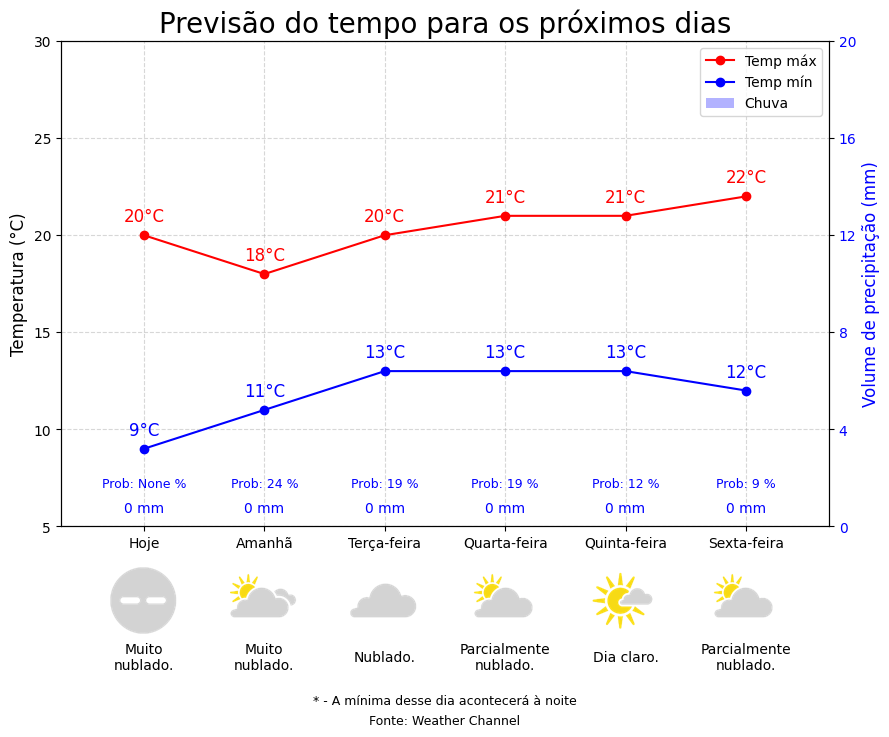 Previsão do tempo para os próximos dias
30
25
20
15
10
5
Temperatura (°C)
20
16
12
8
4
0
Volume de precipitação (mm)
Temp máx
Temp mín
Chuva
20°C
18°C
20°C
21°C
21°C
22°C
9°C
11°C
13°C
13°C
13°C
12°C
Prob: None %
Prob: 24 %
Prob: 19 %
Prob: 19 %
Prob: 12 %
Prob: 9 %
0 mm
0 mm
0 mm
0 mm
0 mm
0 mm
Hoje
Amanhã
Terça-feira
Quarta-feira
Quinta-feira
Sexta-feira
Muito
nublado.
Muito
nublado.
Nublado.
Parcialmente
nublado.
Dia claro.
Parcialmente
nublado.
* - A mínima desse dia acontecerá à noite
Fonte: Weather Channel